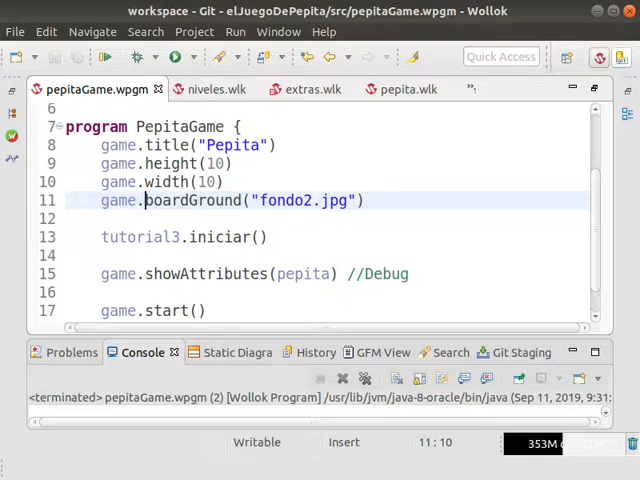 workspace - Git - elJuegoDePepita/src/pepitaGame.wpgm - Wollok
File Edit Navigate Search Project Run Window Help
Quick Access
pepitaGame.wpgm niveles.wlk extras.wlk pepita.wlk
6
7 program PepitaGame {
8 game.title("Pepita")
9 game.height(10)
10 game.width(10)
11 game.boardGround("fondo2.jpg")
12
13 tutorial3.iniciar()
14
15 game.showAttributes(pepita) //Debug
16
17 game.start()
Problems Console Static Diagra History GFM View Search Git Staging
<terminated> pepitaGame.wpgm (2) [Wollok Program] /usr/lib/jvm/java-8-oracle/bin/java (Sep 11, 2019, 9:31:
Writable Insert 11 : 10 353M